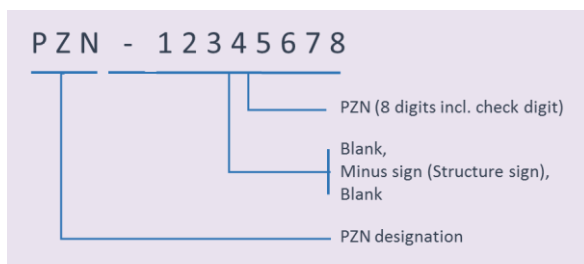 PZN - 12345678
PZN (8 digits incl. check digit)
Blank,
Minus sign (Structure sign),
Blank
PZN designation